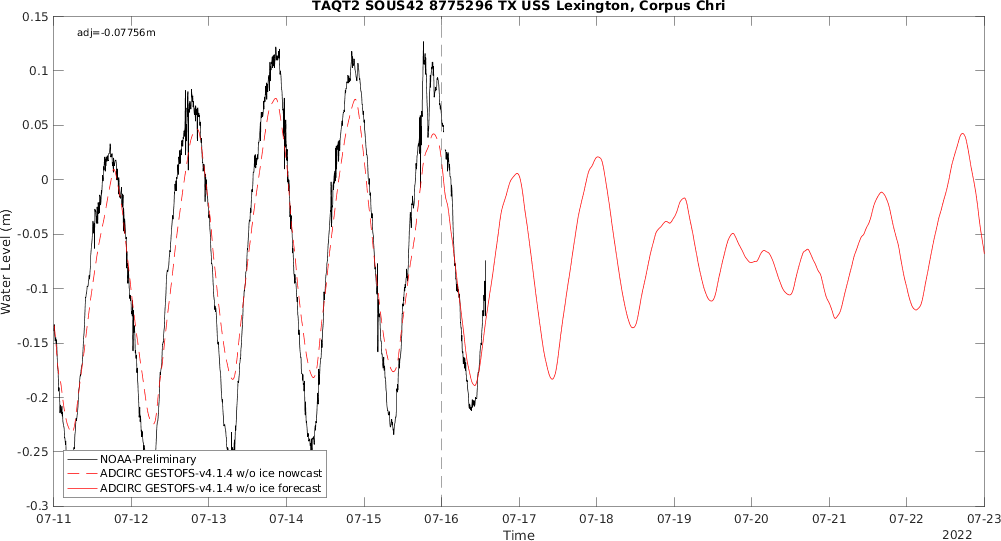 TAQT2 SOUS42 8775296 TX USS Lexington, Corpus Chri
adj=-0.07756m
0.15
0.1
0.05
0
-0.05
-0.1
-0.15
-0.2
-0.25
-0.3
Water Level (m)
NOAA-Preliminary
ADCIRC GESTOFS-v4.1.4 w/o ice nowcast
ADCIRC GESTOFS-v4.1.4 w/o ice forecast
07-11 07-12 07-13 07-14 07-15 07-16 07-17 07-18 07-19 07-20 07-21 07-22 07-23
Time
2022